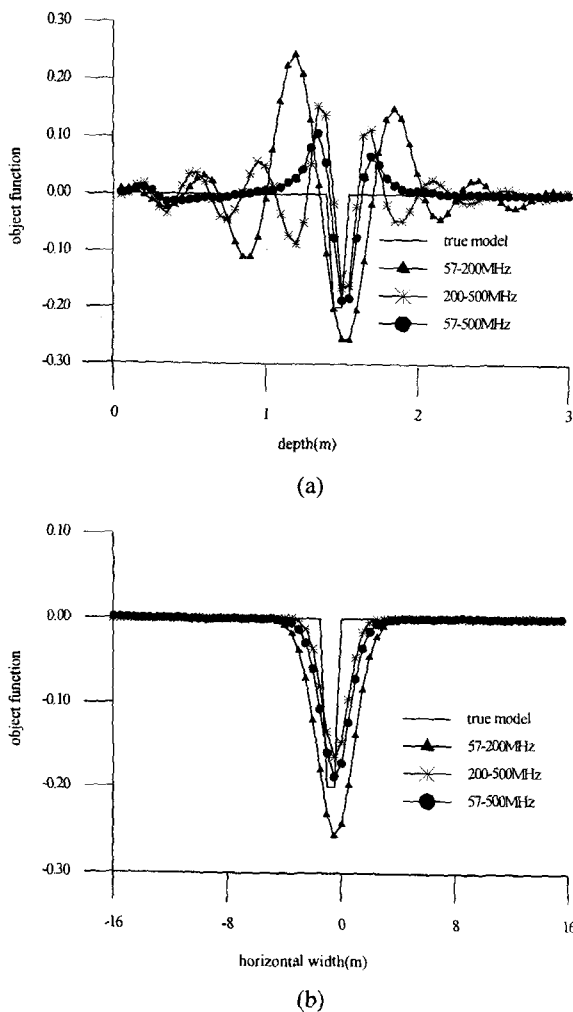 0.30
0.20
0.10
0.00
-0.10
-0.20
-0.30
object function
true model
57-200MHz
200-500MHz
57-500MHz
0
1
2
3
depth(m)
(a)
0.10
0.00
-0.10
-0.20
-0.30
object function
true model
57-200MHz
200-500MHz
57-500MHz
-16
-8
0
8
16
horizontal width(m)
(b)